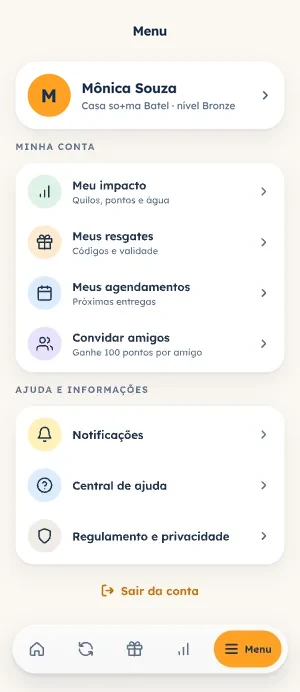 Menu
M
Mônica Souza
Casa so+ma Batel · nível Bronze
MINHA CONTA
Meu impacto
Quilos, pontos e água
Meus resgates
Códigos e validade
Meus agendamentos
Próximas entregas
Convidar amigos
Ganhe 100 pontos por amigo
AJUDA E INFORMAÇÕES
Notificações
Central de ajuda
Regulamento e privacidade
Sair da conta
Menu